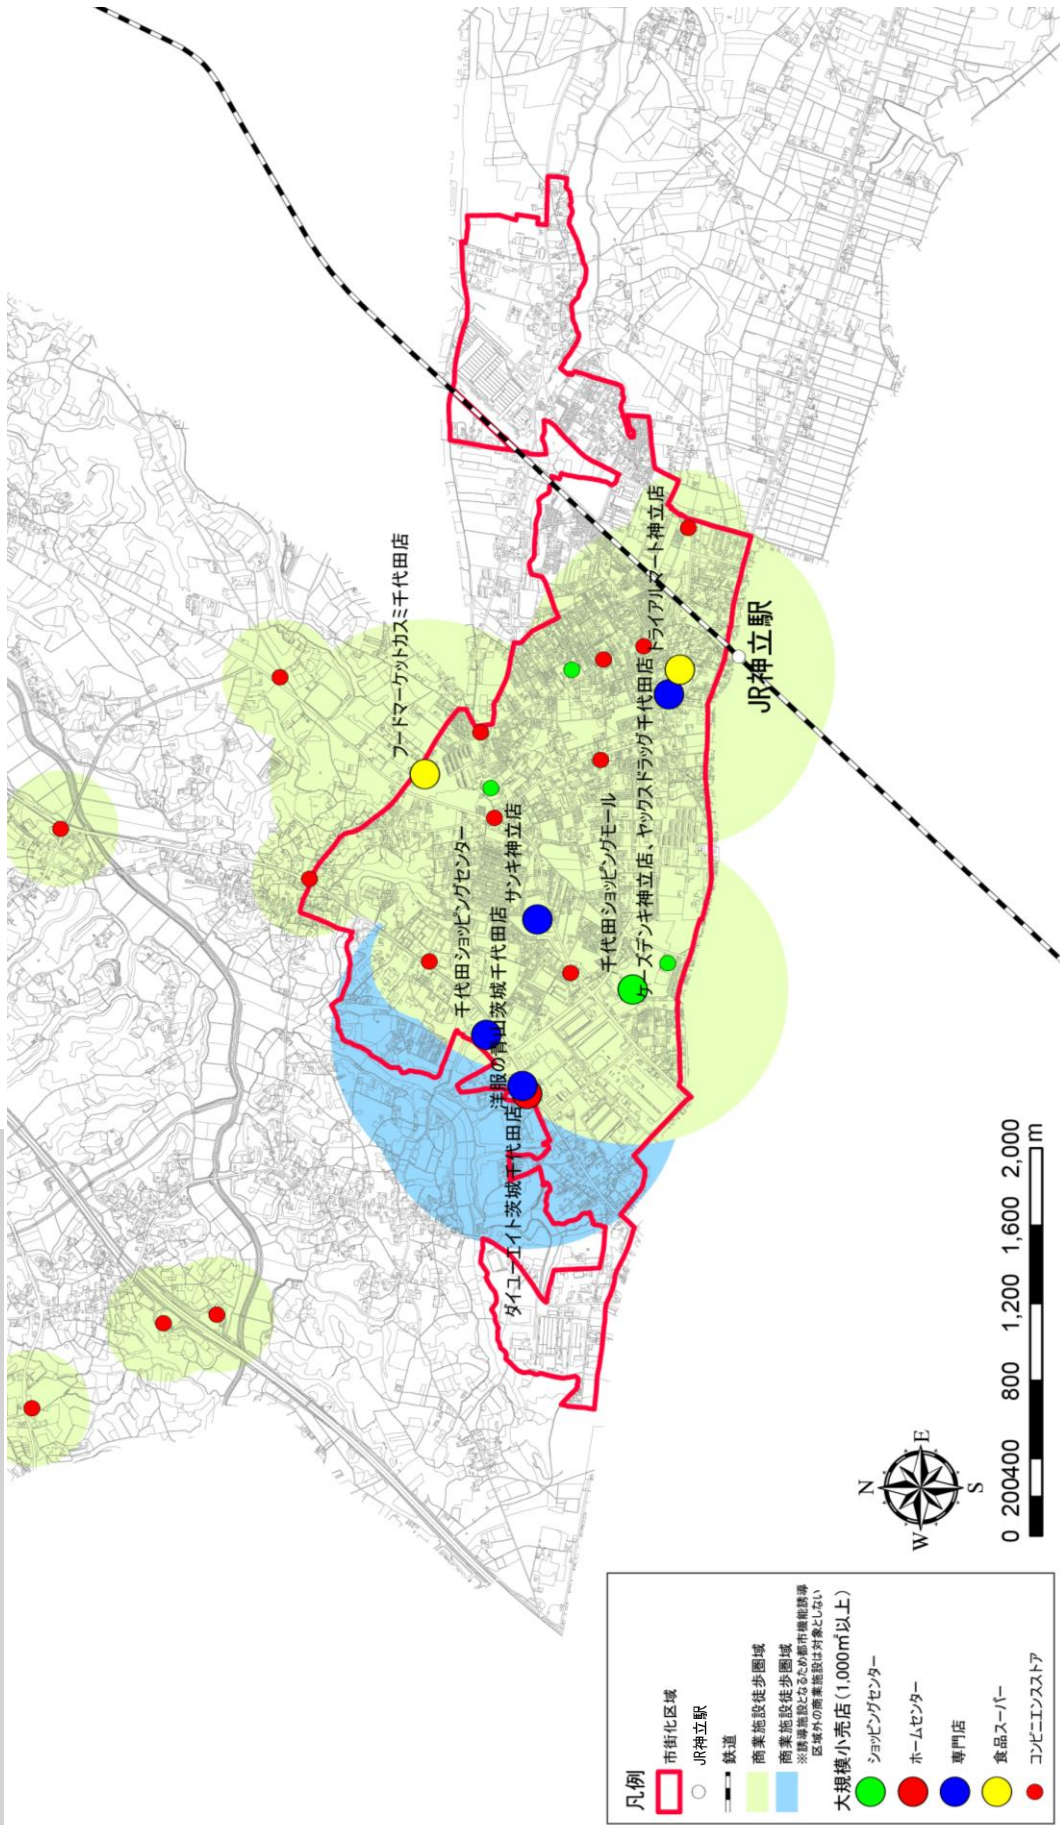 フードマーケットカスミ千代田店
千代田ショッピングセンター
サンキ神立店
洋服の青山茨城千代田店
ダイユーエイト茨城千代田店
千代田ショッピングモール
ケーズデンキ神立店、ヤックスドラッグ千代田店
トライアルマート神立店
JR神立駅
N
W
E
S
0 200400 800 1,200 1,600 2,000
m
凡例
市街化区域
JR神立駅
鉄道
商業施設徒歩圏域
商業施設徒歩圏域
※誘導施設となるため都市機能誘導
区域外の商業施設は対象としない
大規模小売店(1,000㎡以上)
ショッピングセンター
ホームセンター
専門店
食品スーパー
コンビニエンスストア